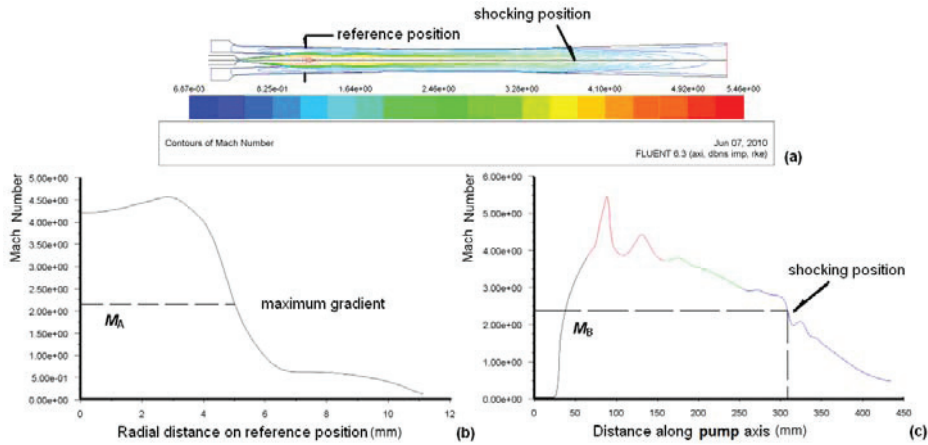 shocking position
reference position
6.67e-03 8.25e-01 1.64e+00 2.46e+00 3.28e+00 4.10e+00 4.92e+00 5.46e+00
Contours of Mach Number
Jun 07, 2010
FLUENT 6.3 (axi, dbns imp, rke)
(a)
Mach Number
5.00e+00
4.50e+00
4.00e+00
3.50e+00
3.00e+00
2.50e+00
2.00e+00
1.50e+00
1.00e+00
5.00e-01
0.00e+00
MA
maximum gradient
0 2 4 6 8 10 12
Radial distance on reference position (mm)
(b)
Mach Number
6.00e+00
5.00e+00
4.00e+00
3.00e+00
2.00e+00
1.00e+00
0.00e+00
MB
shocking position
0 50 100 150 200 250 300 350 400 450
Distance along pump axis (mm)
(c)